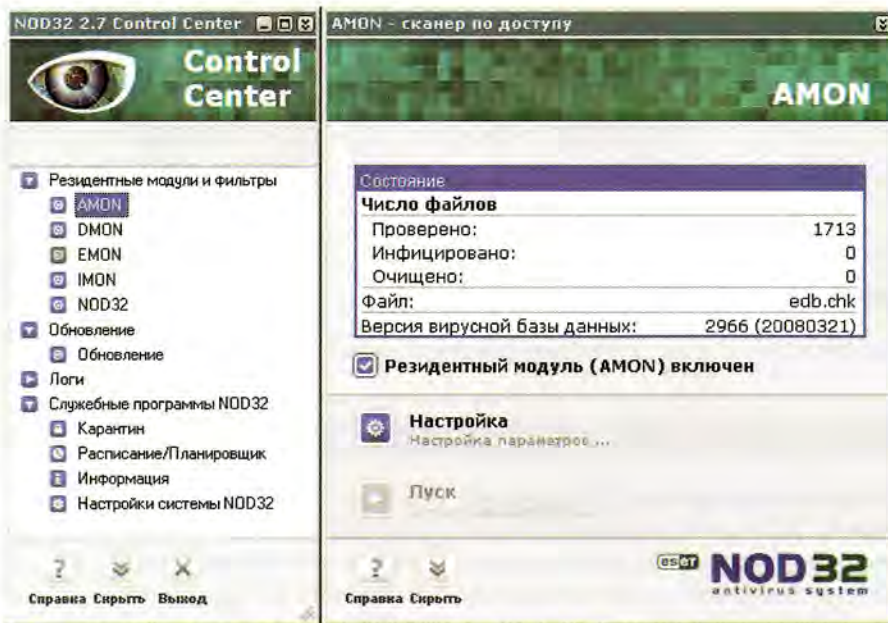 NOD32 2.7 Control Center
Control
Center
Резидентные модули и фильтры
AMON
DMON
EMON
IMON
NOD32
Обновление
Обновление
Логи
Служебные программы NOD32
Карантин
Расписание/Планировщик
Информация
Настройки системы NOD32
Справка Скрыть Выход
AMON - сканер по доступу
AMON
Состояние
Число файлов
Проверено: 1713
Инфицировано: 0
Очищено: 0
Файл: edb.chk
Версия вирусной базы данных: 2966 (20080321)
Резидентный модуль (AMON) включен
Настройка
Настройка параметров ...
Пуск
Справка Скрыть
eset NOD32
antivirus system